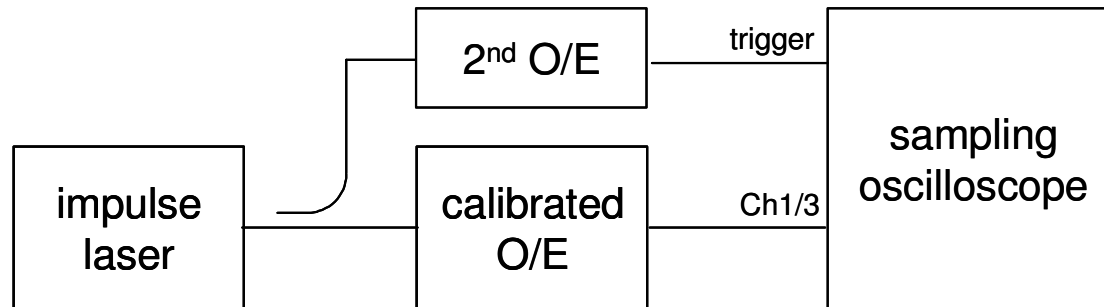 2nd O/E
trigger
sampling
oscilloscope
impulse
laser
calibrated
O/E
Ch1/3